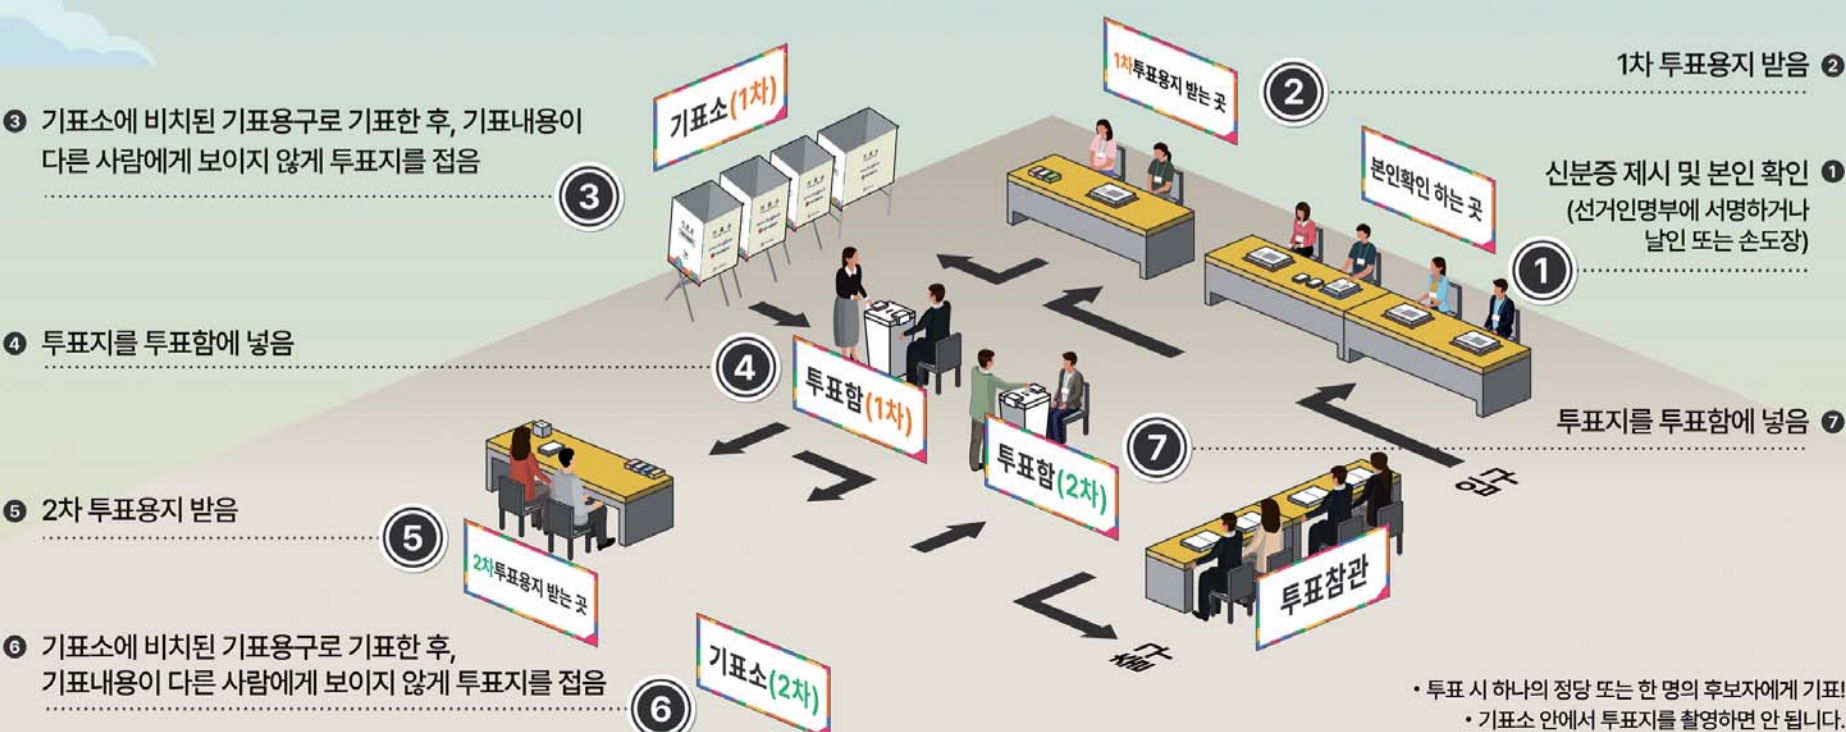 1차투표용지 받는 곳
2
1차 투표용지 받음 ❷
기표소(1차)
❸ 기표소에 비치된 기표용구로 기표한 후, 기표내용이
다른 사람에게 보이지 않게 투표지를 접음
3
본인확인 하는 곳
신분증 제시 및 본인 확인 ❶
(선거인명부에 서명하거나
날인 또는 손도장)
1
❹ 투표지를 투표함에 넣음
4
투표함(1차)
투표함(2차)
7
투표지를 투표함에 넣음 ❼
입구
❺ 2차 투표용지 받음
5
2차투표용지 받는 곳
투표참관
출구
❻ 기표소에 비치된 기표용구로 기표한 후,
기표내용이 다른 사람에게 보이지 않게 투표지를 접음
6
기표소(2차)
• 투표 시 하나의 정당 또는 한 명의 후보자에게 기표!
• 기표소 안에서 투표지를 촬영하면 안 됩니다.